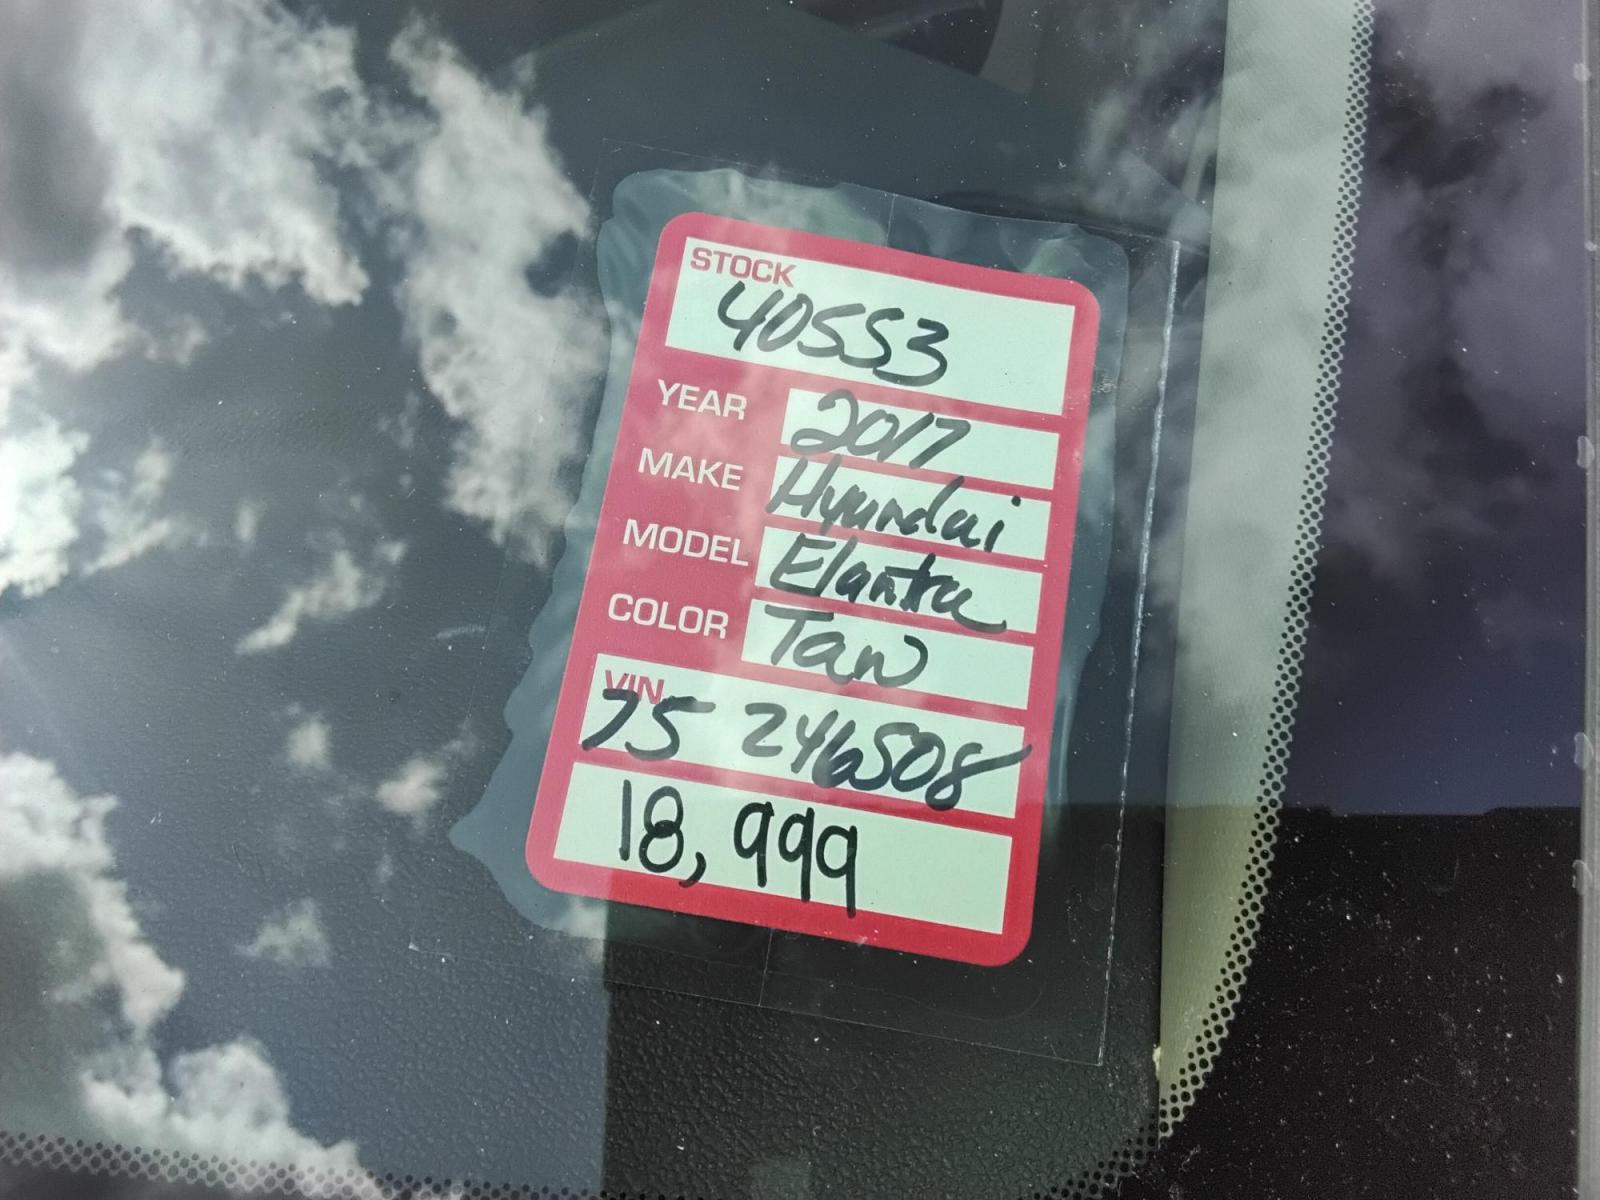 STOCK
40553
YEAR 2017
MAKE Hyundai
MODEL Elantra
COLOR Tan
VIN
75 246508
18,999